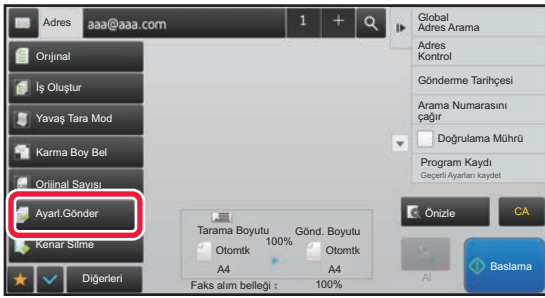 Adres
aaa@aaa.com
1
+
Orijinal
İş Oluştur
Yavaş Tara Mod
Karma Boy Bel
Orijinal Sayısı
Ayarl.Gönder
Kenar Silme
Diğerleri
Tarama Boyutu
Gönd. Boyutu
100%
Otomtk
Otomtk
A4
A4
Faks alım belleği :
100%
Global
Adres Arama
Adres
Kontrol
Gönderme Tarihçesi
Arama Numarasını
çağır
Doğrulama Mührü
Program Kaydı
Geçerli Ayarları kaydet
Önizle
CA
Al
Baslama